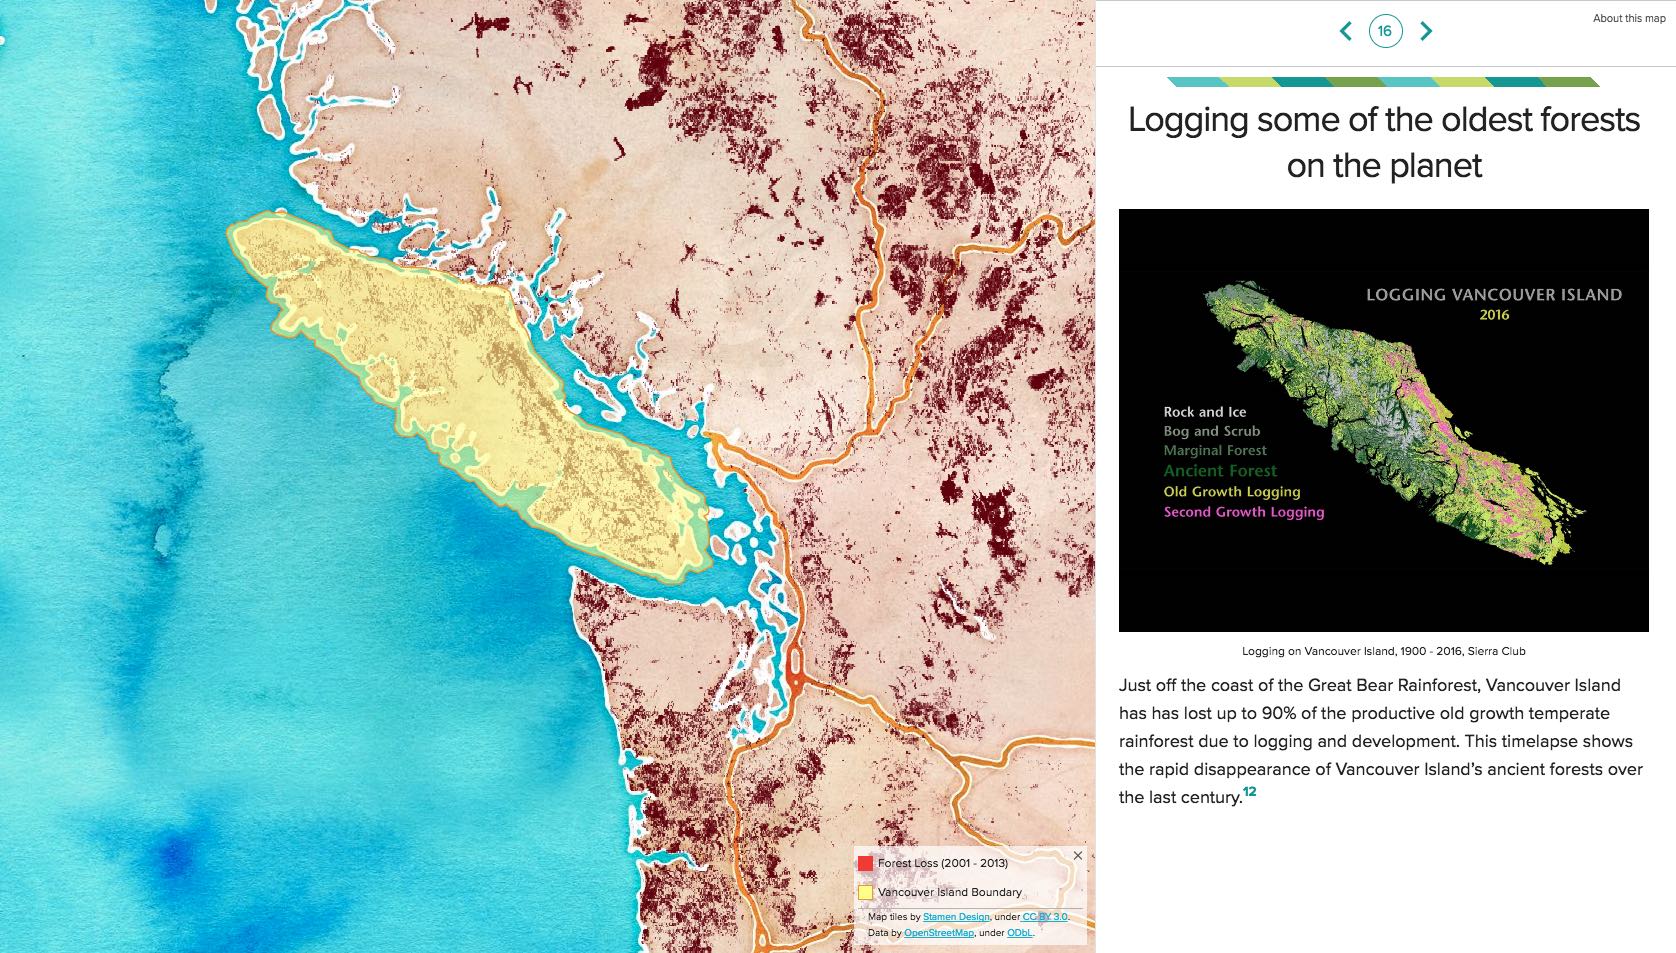 16
About this map
Logging some of the oldest forests
on the planet
LOGGING VANCOUVER ISLAND
2016
Rock and Ice
Bog and Scrub
Marginal Forest
Ancient Forest
Old Growth Logging
Second Growth Logging
Logging on Vancouver Island, 1900 - 2016, Sierra Club
Just off the coast of the Great Bear Rainforest, Vancouver Island
has has lost up to 90% of the productive old growth temperate
rainforest due to logging and development. This timelapse shows
the rapid disappearance of Vancouver Island's ancient forests over
the last century.12
Forest Loss (2001 - 2013)
Vancouver Island Boundary
Map tiles by Stamen Design, under CC BY 3.0.
Data by OpenStreetMap, under ODbL.